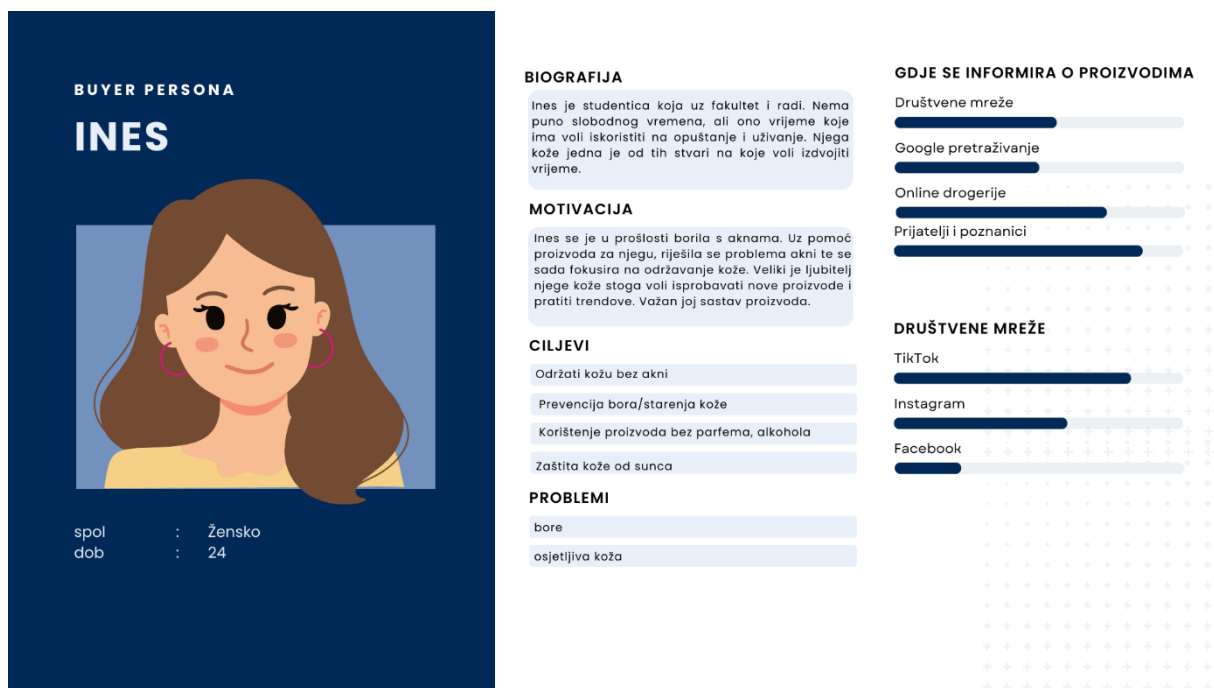 BUYER PERSONA
INES
spol : Žensko
dob : 24
BIOGRAFIJA
Ines je studentica koja uz fakultet i radi. Nema
puno slobodnog vremena, ali ono vrijeme koje
ima voli iskoristiti na opuštanje i uživanje. Njega
kože jedna je od tih stvari na koje voli izdvojiti
vrijeme.
MOTIVACIJA
Ines se je u prošlosti borila s aknama. Uz pomoć
proizvoda za njegu, riješila se problema akni te se
sada fokusira na održavanje kože. Veliki je ljubitelj
njege kože stoga voli isprobavati nove proizvode i
pratiti trendove. Važan joj sastav proizvoda.
CILJEVI
Održati kožu bez akni
Prevencija bora/starenja kože
Korištenje proizvoda bez parfema, alkohola
Zaštita kože od sunca
PROBLEMI
bore
osjetljiva koža
GDJE SE INFORMIRA O PROIZVODIMA
Društvene mreže
Google pretraživanje
Online drogerije
Prijatelji i poznanici
DRUŠTVENE MREŽE
TikTok
Instagram
Facebook